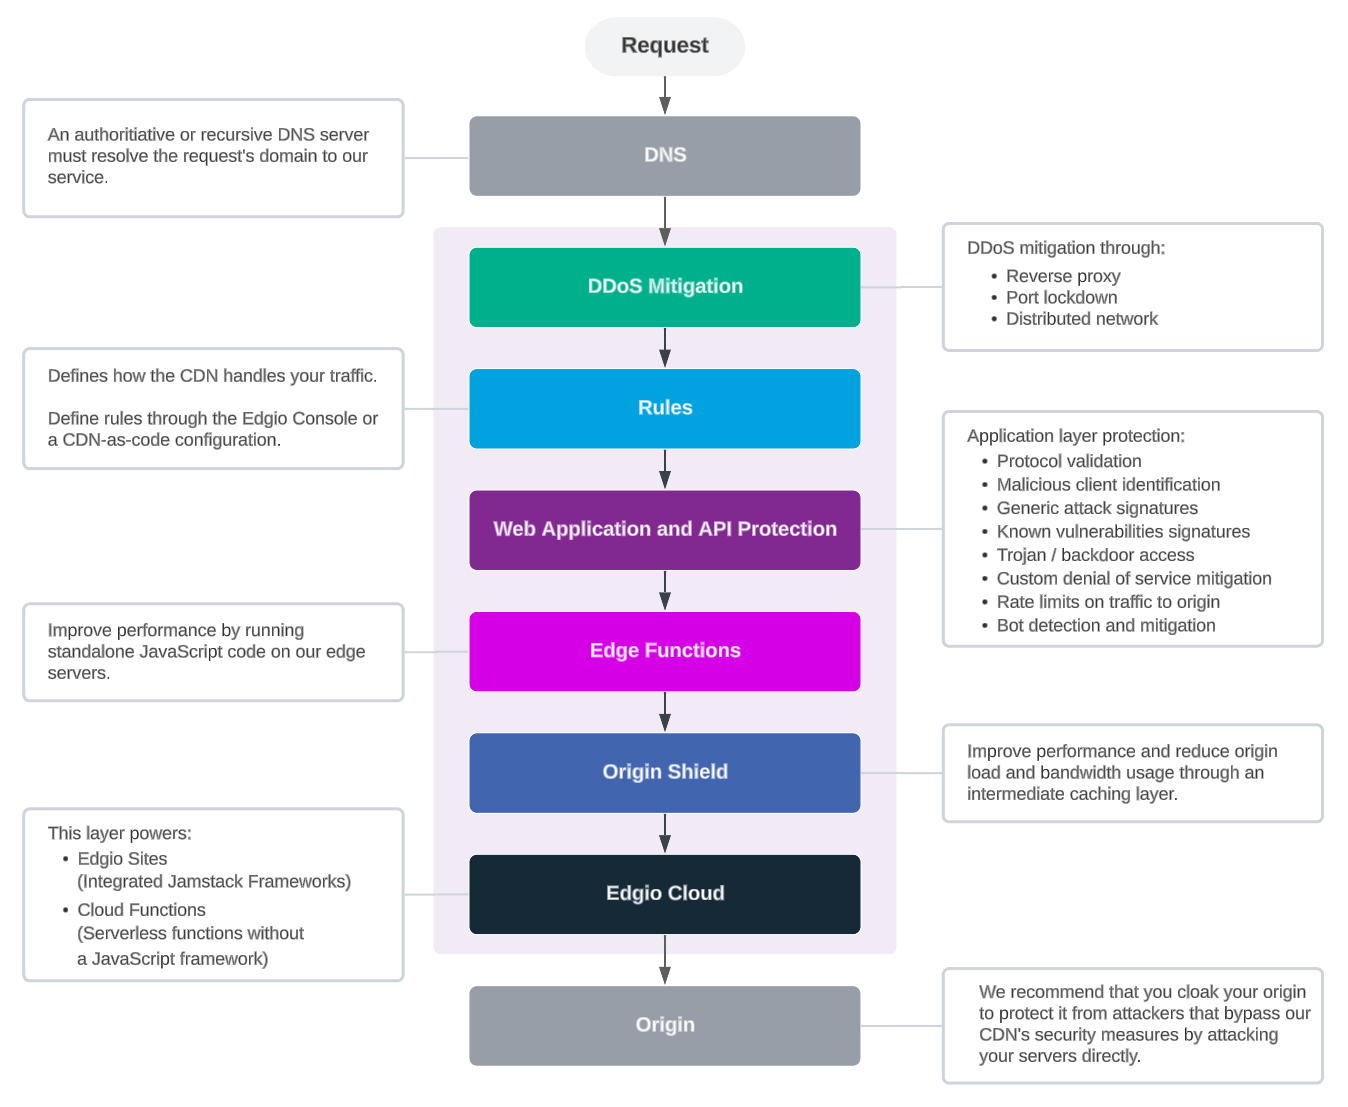 Request
An authoritiative or recursive DNS server
must resolve the request's domain to our
service.
DNS
DDoS Mitigation
DDoS mitigation through:
• Reverse proxy
• Port lockdown
• Distributed network
Defines how the CDN handles your traffic.
Define rules through the Edgio Console or
a CDN-as-code configuration.
Rules
Web Application and API Protection
Application layer protection:
• Protocol validation
• Malicious client identification
• Generic attack signatures
• Known vulnerabilities signatures
• Trojan / backdoor access
• Custom denial of service mitigation
• Rate limits on traffic to origin
• Bot detection and mitigation
Improve performance by running
standalone JavaScript code on our edge
servers.
Edge Functions
Origin Shield
Improve performance and reduce origin
load and bandwidth usage through an
intermediate caching layer.
This layer powers:
• Edgio Sites
(Integrated Jamstack Frameworks)
• Cloud Functions
(Serverless functions without
a JavaScript framework)
Edgio Cloud
Origin
We recommend that you cloak your origin
to protect it from attackers that bypass our
CDN's security measures by attacking
your servers directly.